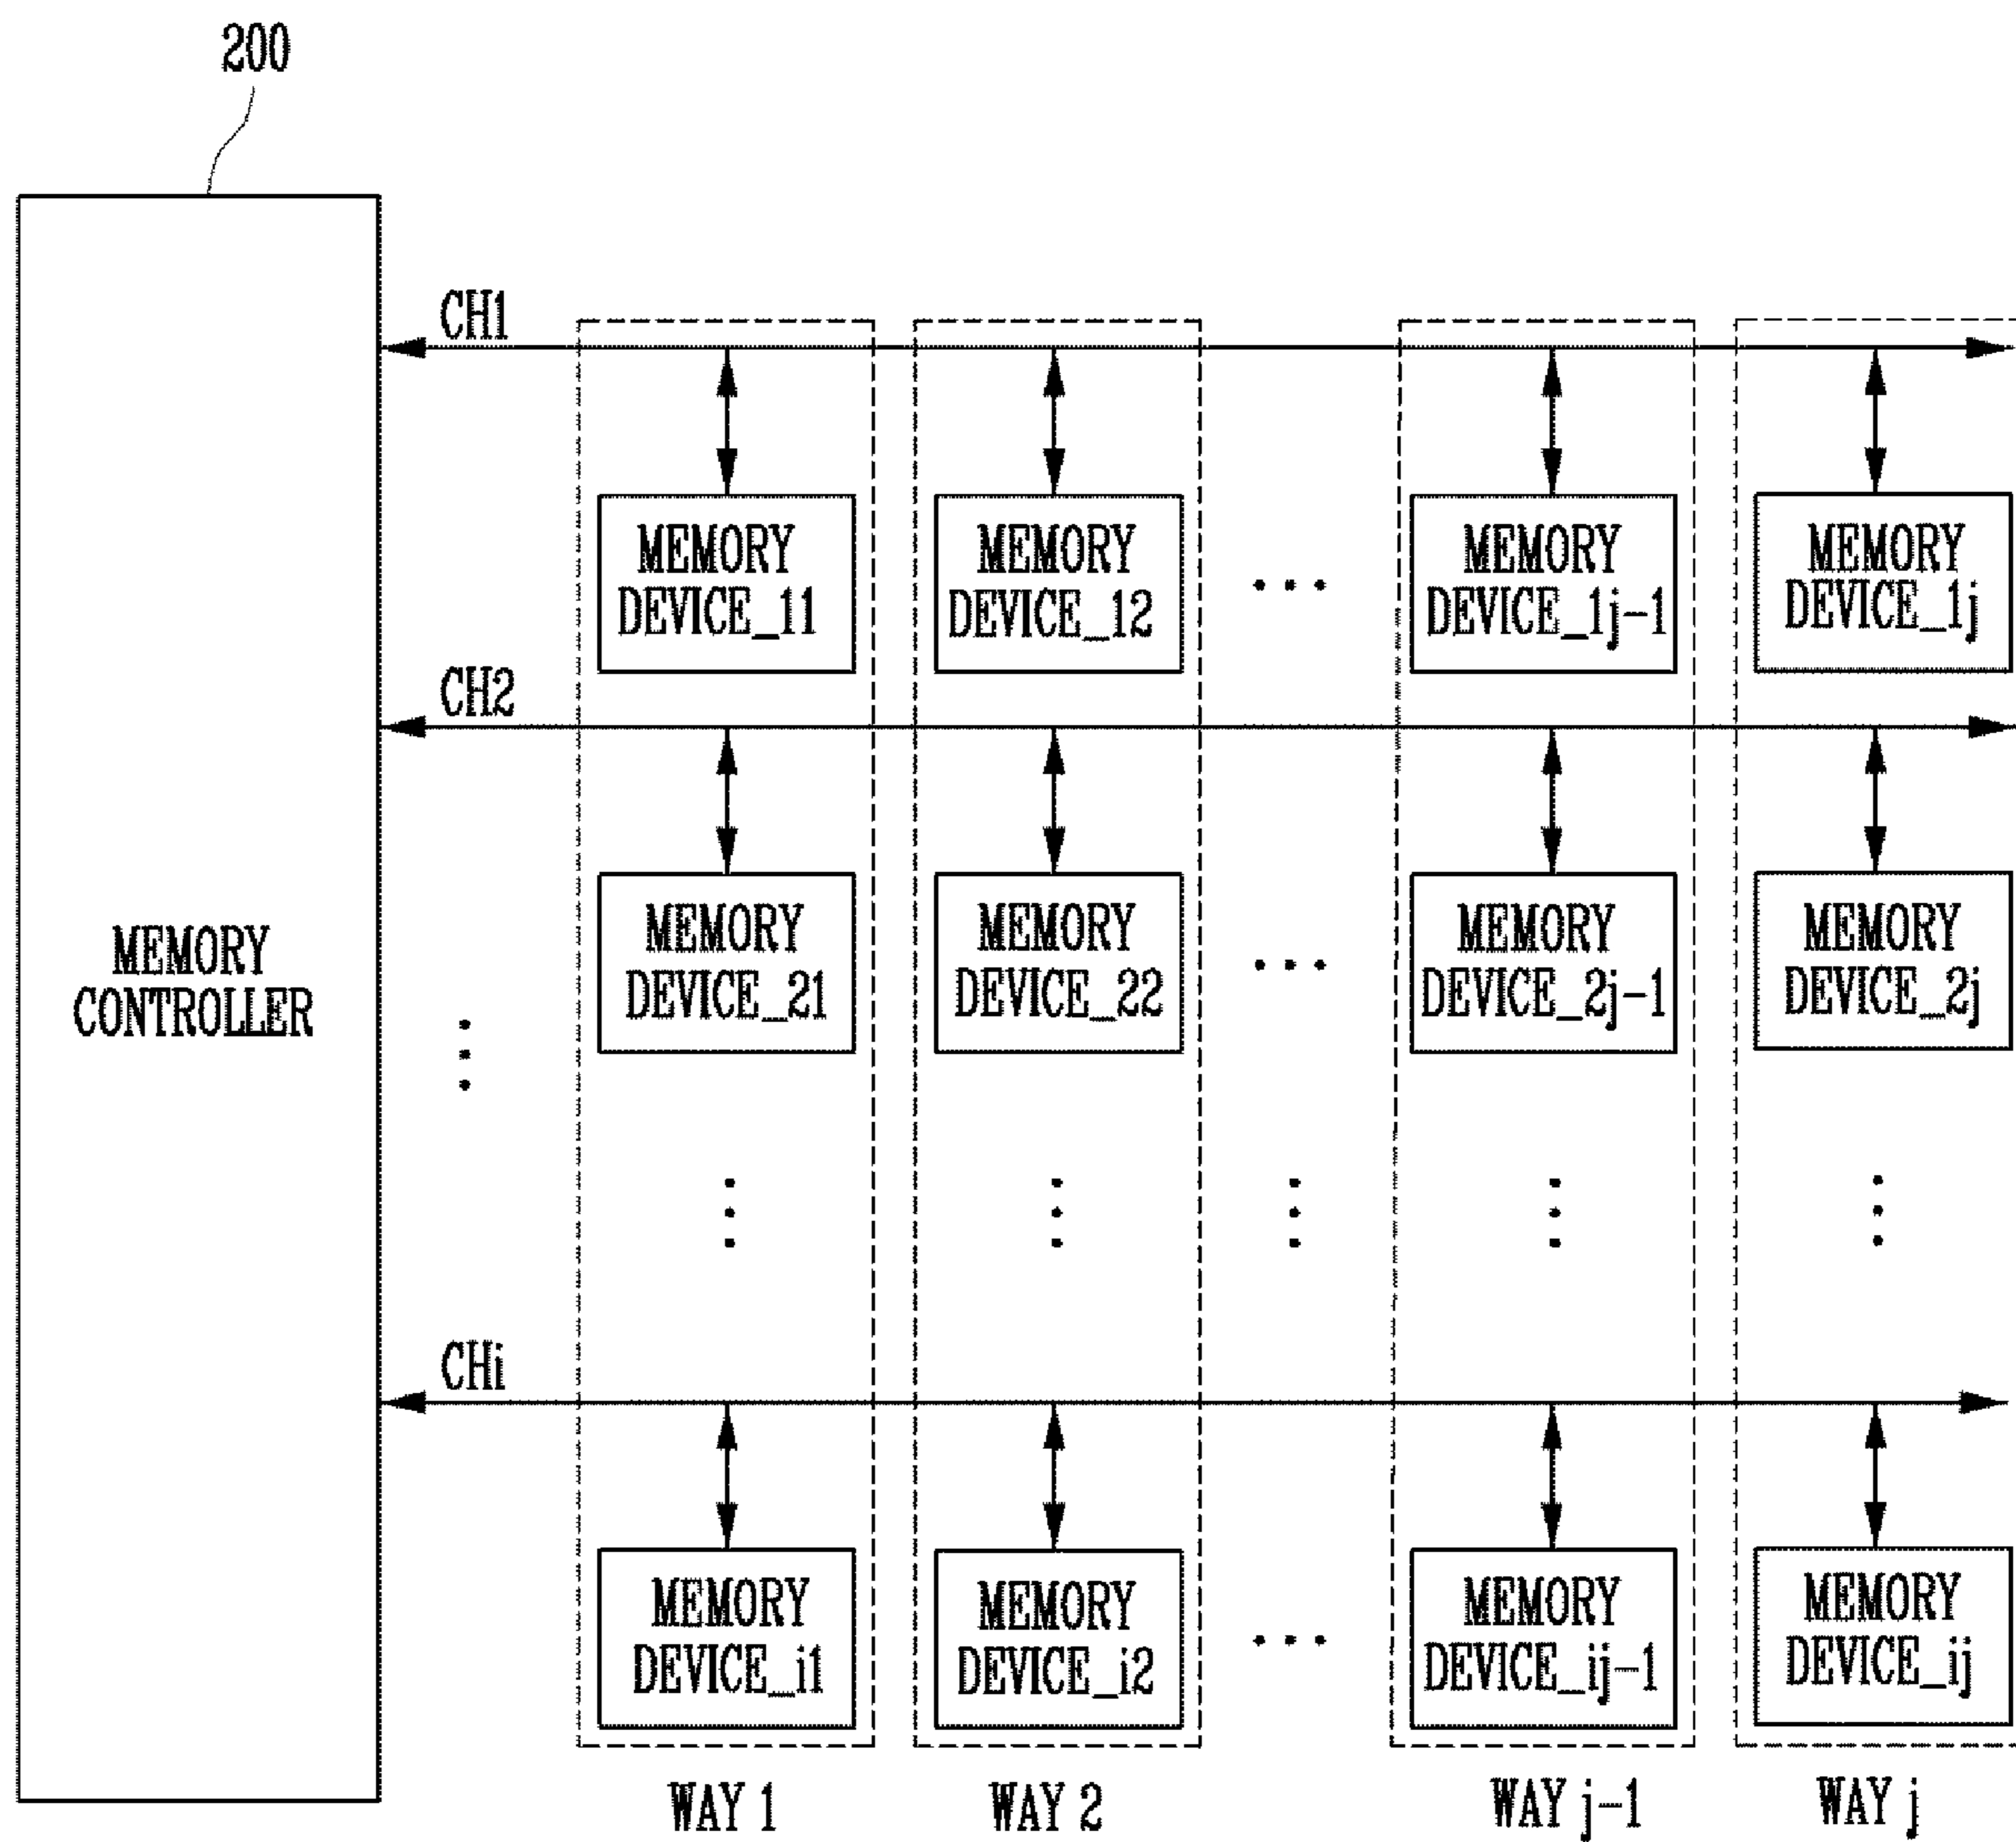 200
CH1
MEMORY
DEVICE_11
MEMORY
DEVICE_12
MEMORY
DEVICE_1j-1
MEMORY
DEVICE_1j
CH2
MEMORY
DEVICE_21
MEMORY
DEVICE_22
MEMORY
DEVICE_2j-1
MEMORY
DEVICE_2j
MEMORY
CONTROLLER
CHi
MEMORY
DEVICE_i1
MEMORY
DEVICE_i2
MEMORY
DEVICE_ij-1
MEMORY
DEVICE_ij
WAY 1
WAY 2
WAY j-1
WAY j